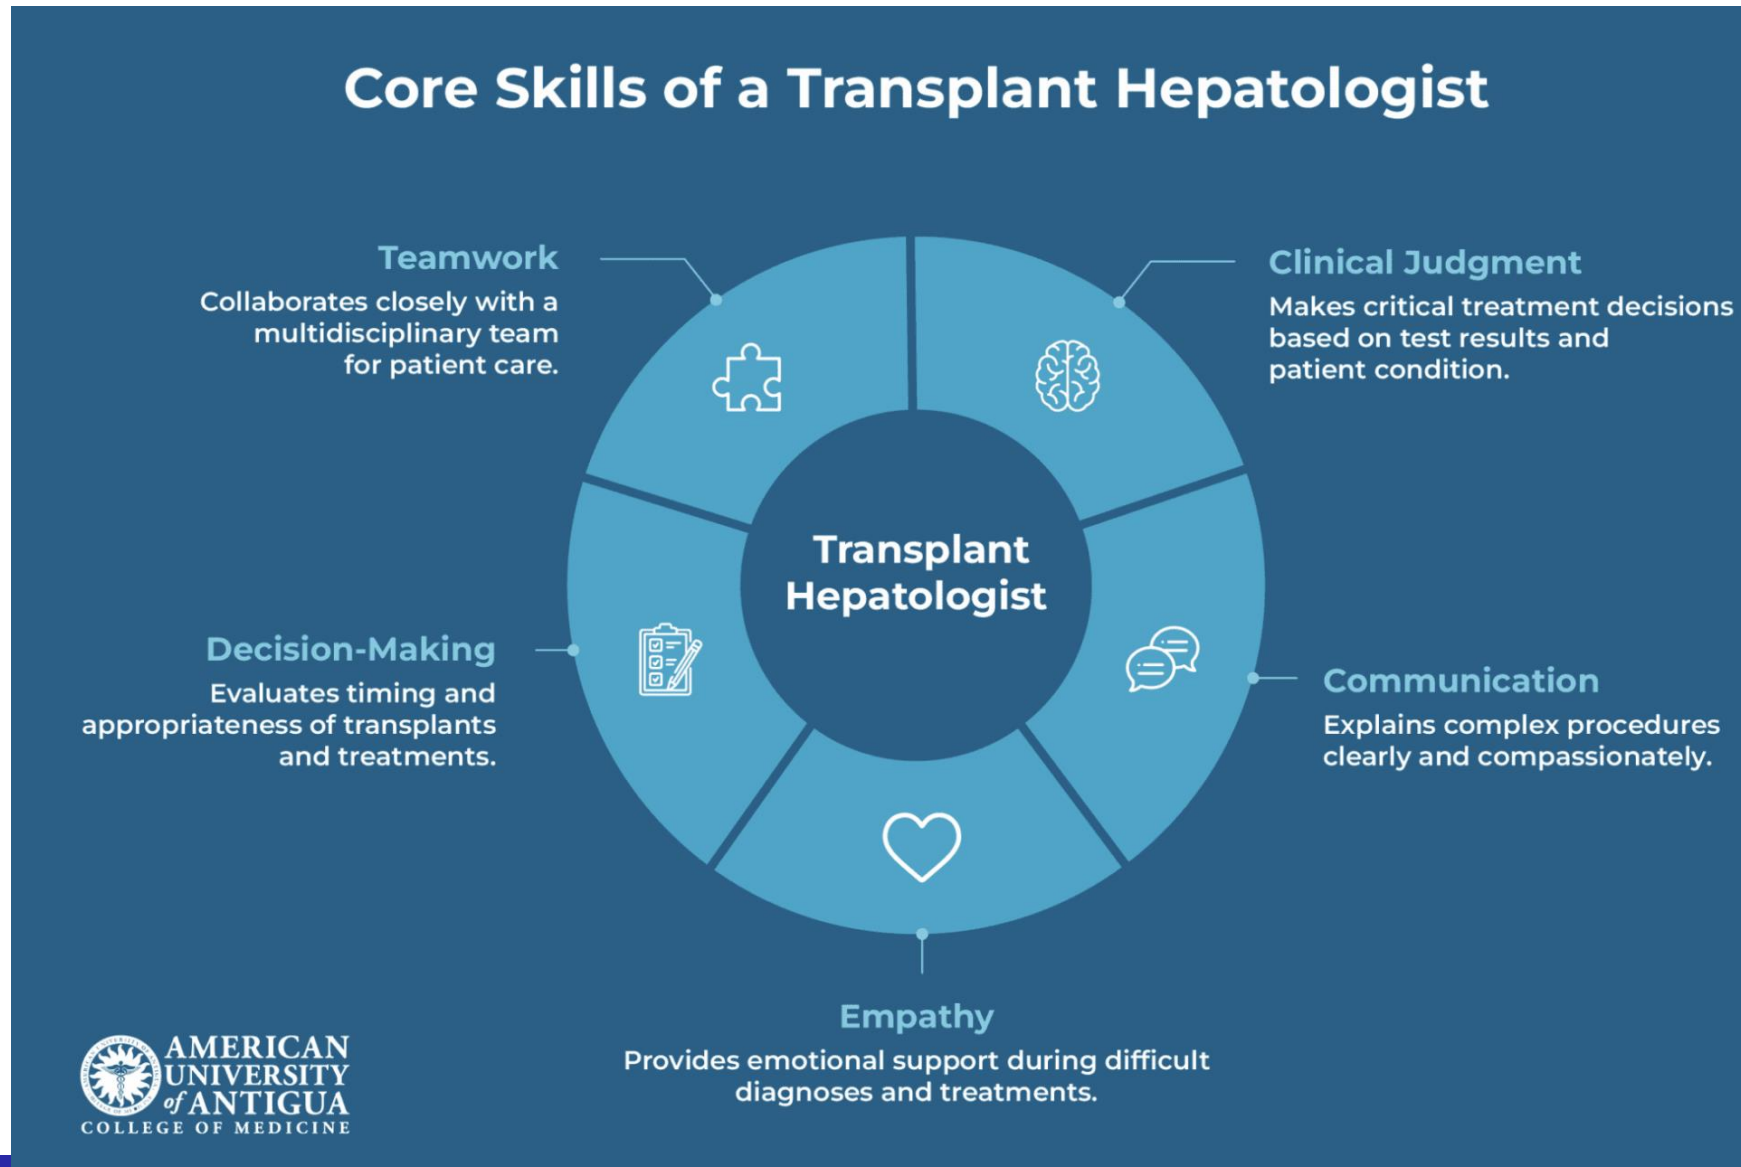 Core Skills of a Transplant Hepatologist
Teamwork
Collaborates closely with a
multidisciplinary team
for patient care.
Clinical Judgment
Makes critical treatment decisions
based on test results and
patient condition.
Transplant
Hepatologist
Decision-Making
Evaluates timing and
appropriateness of transplants
and treatments.
Communication
Explains complex procedures
clearly and compassionately.
Empathy
Provides emotional support during difficult
diagnoses and treatments.
AMERICAN
UNIVERSITY
of ANTIGUA
COLLEGE OF MEDICINE